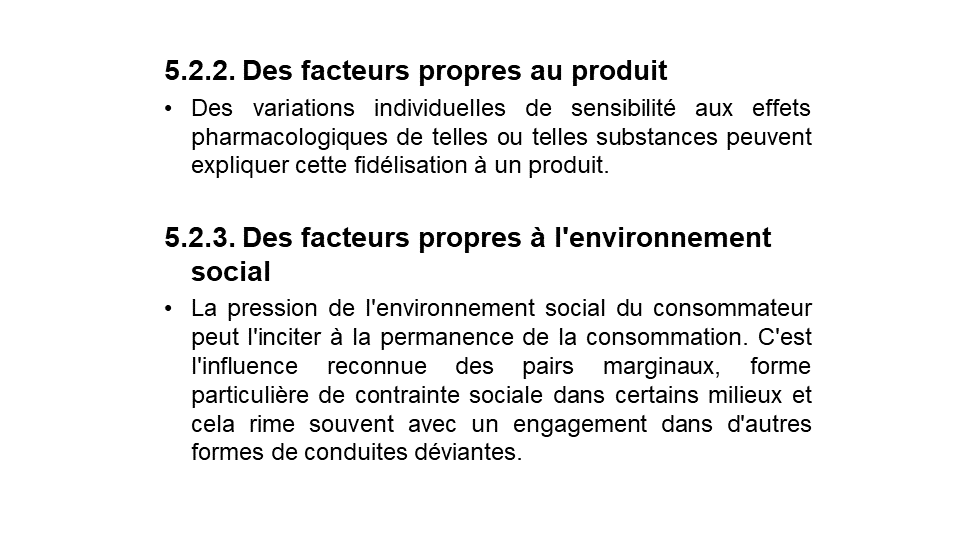 5.2.2. Des facteurs propres au produit
• Des variations individuelles de sensibilité aux effets
pharmacologiques de telles ou telles substances peuvent
expliquer cette fidélisation à un produit.
5.2.3. Des facteurs propres à l'environnement
social
• La pression de l'environnement social du consommateur
peut l'inciter à la permanence de la consommation. C'est
l'influence reconnue des pairs marginaux, forme
particulière de contrainte sociale dans certains milieux et
cela rime souvent avec un engagement dans d'autres
formes de conduites déviantes.